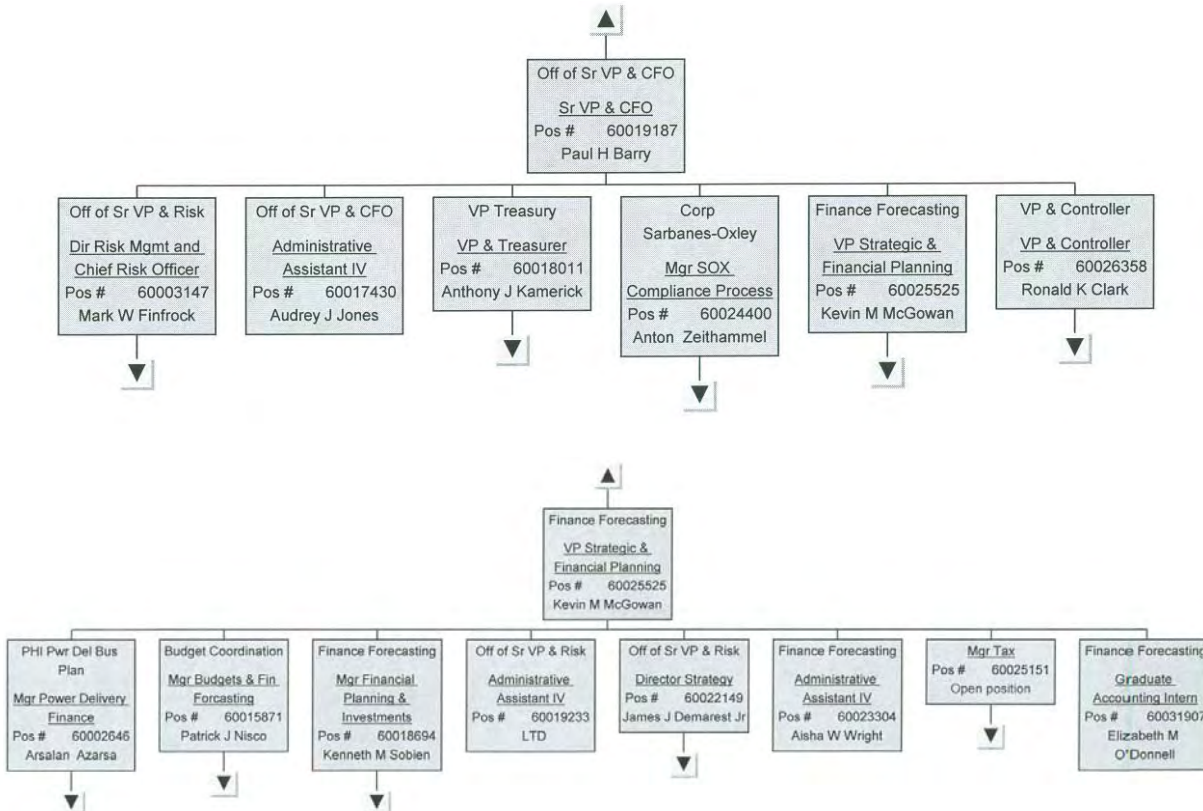 Off of Sr VP & CFO
Sr VP & CFO
Pos # 60019187
Paul H Barry
Off of Sr VP & Risk
Dir Risk Mgmt and
Chief Risk Officer
Pos # 60003147
Mark W Finfrock
Off of Sr VP & CFO
Administrative
Assistant IV
Pos # 60017430
Audrey J Jones
VP Treasury
VP & Treasurer
Pos # 60018011
Anthony J Kamerick
Corp
Sarbanes-Oxley
Mgr SOX
Compliance Process
Pos # 60024400
Anton Zeithammel
Finance Forecasting
VP Strategic &
Financial Planning
Pos # 60025525
Kevin M McGowan
VP & Controller
VP & Controller
Pos # 60026358
Ronald K Clark
Finance Forecasting
VP Strategic &
Financial Planning
Pos # 60025525
Kevin M McGowan
PHI Pwr Del Bus
Plan
Mgr Power Delivery
Finance
Pos # 60002646
Arsalan Azarsa
Budget Coordination
Mgr Budgets & Fin
Forcasting
Pos # 60015871
Patrick J Nisco
Finance Forecasting
Mgr Financial
Planning &
Investments
Pos # 60018694
Kenneth M Sobien
Off of Sr VP & Risk
Administrative
Assistant IV
Pos # 60019233
LTD
Off of Sr VP & Risk
Director Strategy
Pos # 60022149
James J Demarest Jr
Finance Forecasting
Administrative
Assistant IV
Pos # 60023304
Aisha W Wright
Mgr Tax
Pos # 60025151
Open position
Finance Forecasting
Graduate
Accounting Intern
Pos # 60031907
Elizabeth M
O'Donnell